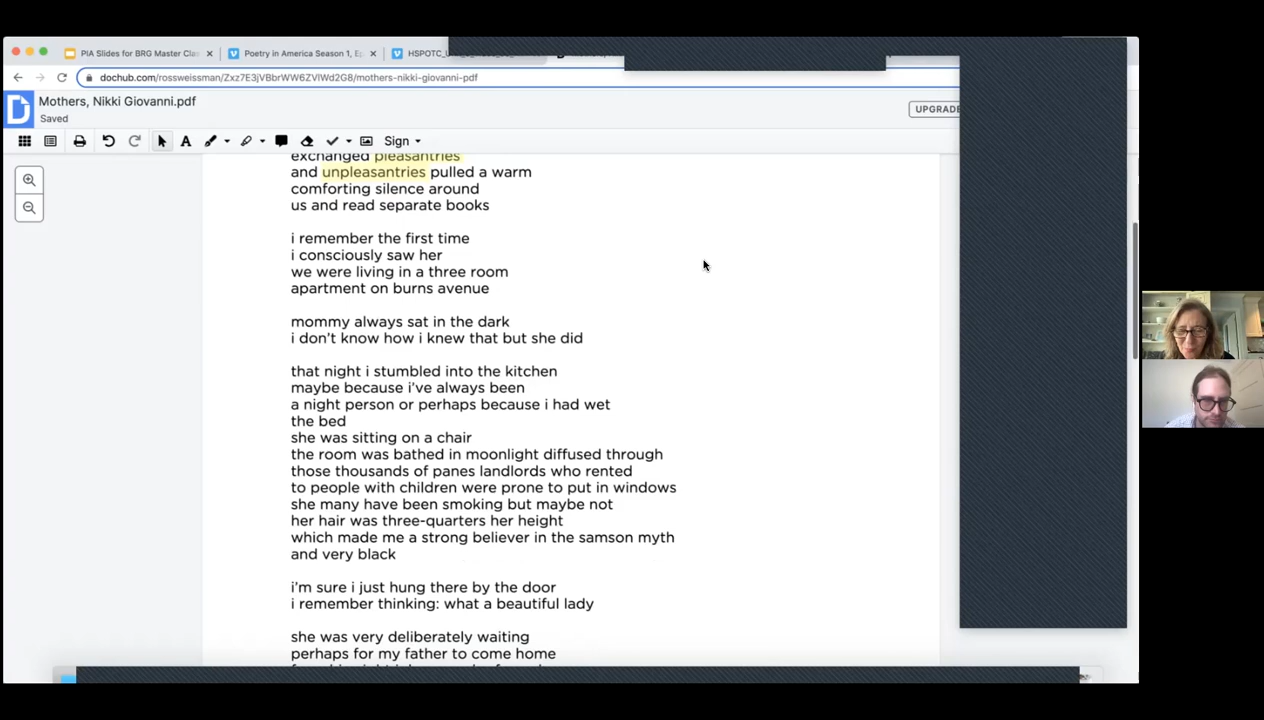 PIA Slides for BRG Master Clas
Poetry in America Season 1, E
HSPOTC_U
dochub.com/rossweissman/Zxz7E3jVBbrWW6ZVlWd2G8/mothers-nikki-giovanni-pdf
Mothers, Nikki Giovanni.pdf
Saved
UPGRADE
Sign
exchanged pleasantries
and unpleasantries pulled a warm
comforting silence around
us and read separate books
i remember the first time
i consciously saw her
we were living in a three room
apartment on burns avenue
mommy always sat in the dark
i don't know how i knew that but she did
that night i stumbled into the kitchen
maybe because i've always been
a night person or perhaps because i had wet
the bed
she was sitting on a chair
the room was bathed in moonlight diffused through
those thousands of panes landlords who rented
to people with children were prone to put in windows
she many have been smoking but maybe not
her hair was three-quarters her height
which made me a strong believer in the samson myth
and very black
i'm sure i just hung there by the door
i remember thinking: what a beautiful lady
she was very deliberately waiting
perhaps for my father to come home